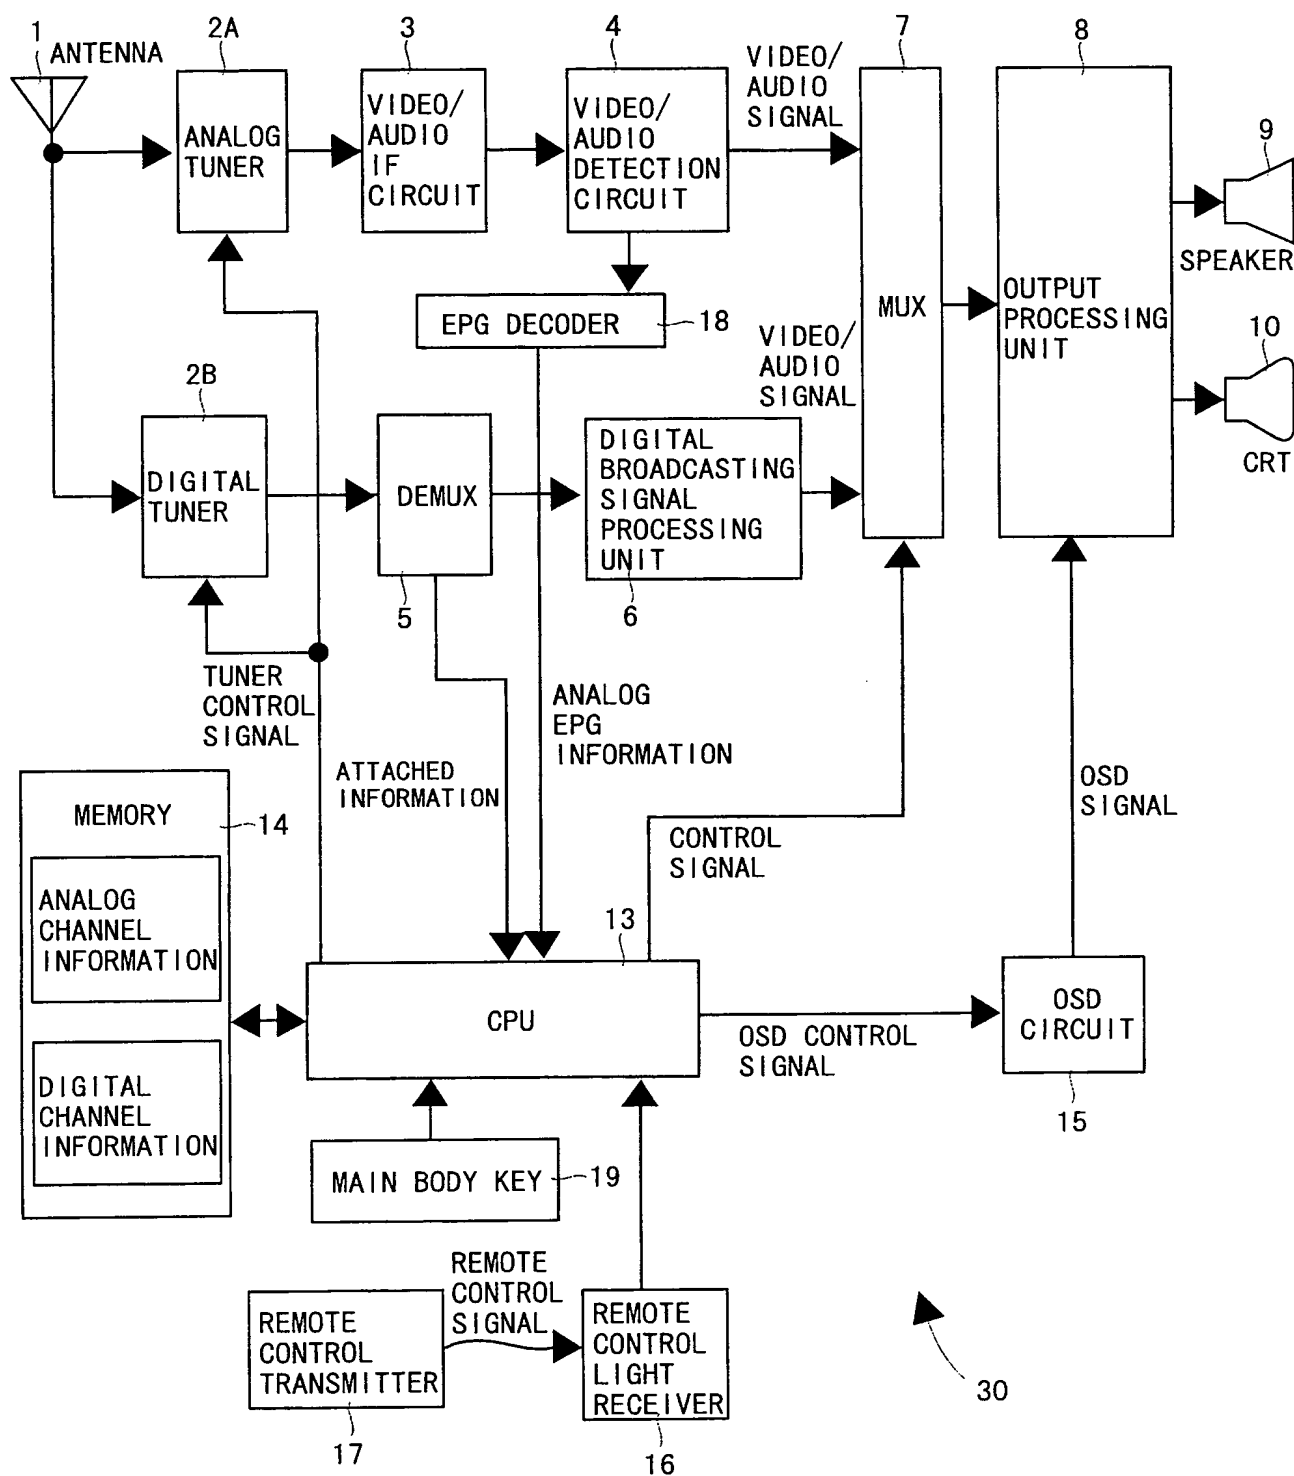 1
ANTENNA
2A
ANALOG
TUNER
3
VIDEO/
AUDIO
IF
CIRCUIT
4
VIDEO/
AUDIO
DETECTION
CIRCUIT
VIDEO/
AUDIO
SIGNAL
7
MUX
8
OUTPUT
PROCESSING
UNIT
9
SPEAKER
10
CRT
EPG DECODER
18
VIDEO/
AUDIO
SIGNAL
2B
DIGITAL
TUNER
DEMUX
5
DIGITAL
BROADCASTING
SIGNAL
PROCESSING
UNIT
6
TUNER
CONTROL
SIGNAL
ATTACHED
INFORMATION
ANALOG
EPG
INFORMATION
CONTROL
SIGNAL
OSD
SIGNAL
MEMORY
14
ANALOG
CHANNEL
INFORMATION
DIGITAL
CHANNEL
INFORMATION
13
CPU
OSD CONTROL
SIGNAL
OSD
CIRCUIT
15
MAIN BODY KEY
19
REMOTE
CONTROL
SIGNAL
REMOTE
CONTROL
TRANSMITTER
17
REMOTE
CONTROL
LIGHT
RECEIVER
16
30